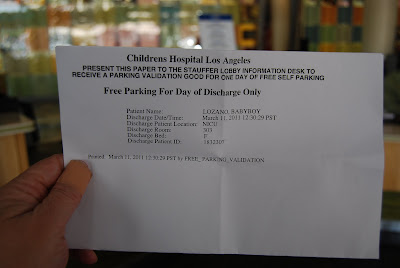 Childrens Hospital Los Angeles
PRESENT THIS PAPER TO THE STAUFFER LOBBY INFORMATION DESK TO
RECEIVE A PARKING VALIDATION GOOD FOR ONE DAY OF FREE SELF PARKING
Free Parking For Day of Discharge Only
Patient Name: LOZANO, BABYBOY
Discharge Date/Time: March 11, 2011 12:30:29 PST
Discharge Patient Location: NICU
Discharge Room: 303
Discharge Bed: F
Discharge Patient ID: 1832207
Printed March 11, 2011 12:30:29 PST by FREE_PARKING_VALIDATION